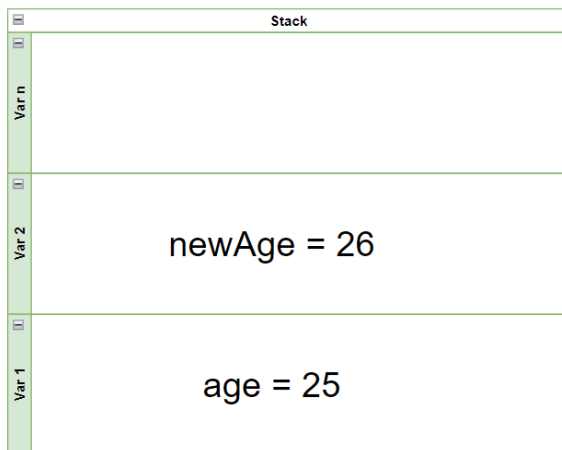 Stack
Var n
Var 2
newAge = 26
Var 1
age = 25